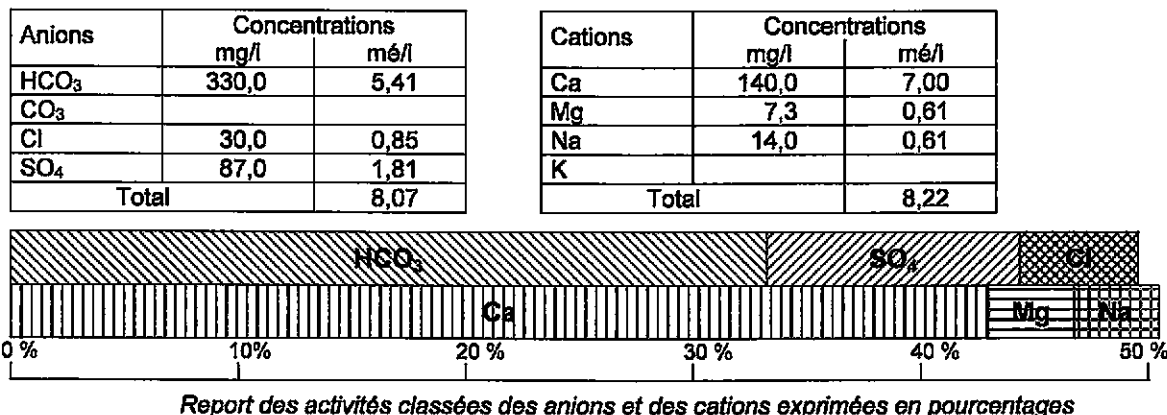 Anions Concentrations
mg/l mé/l
HCO₃ 330,0 5,41
CO₃
Cl 30,0 0,85
SO₄ 87,0 1,81
Total 8,07
Cations Concentrations
mg/l mé/l
Ca 140,0 7,00
Mg 7,3 0,61
Na 14,0 0,61
K
Total 8,22
HCO₃ SO₄ Cl
Ca Mg Na
0 % 10% 20 % 30 % 40 % 50 %
Report des activités classées des anions et des cations exprimées en pourcentages